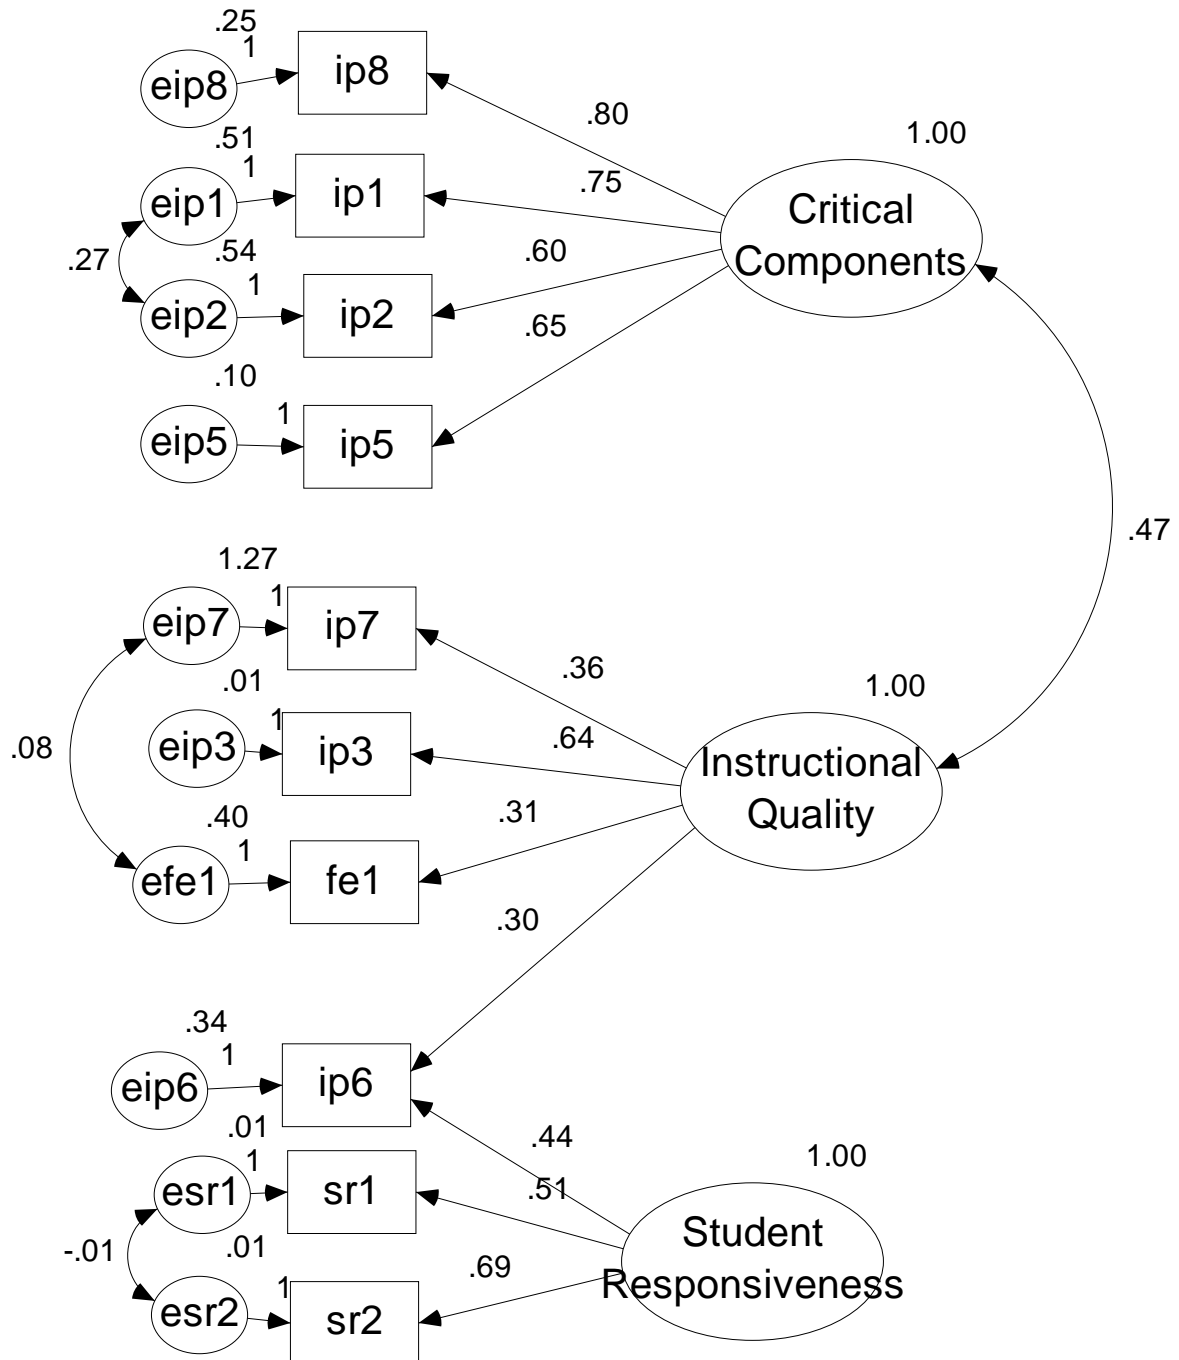 .25
1
eip8
ip8
.80
1.00
.51
1
eip1
ip1
.75
Critical
Components
.27
.54
1
eip2
ip2
.60
.65
.10
1
eip5
ip5
.47
1.27
1
eip7
ip7
.36
1.00
.01
1
eip3
ip3
.64
Instructional
Quality
.08
.40
1
efe1
fe1
.31
.30
.34
1
eip6
ip6
.44
1.00
.01
1
esr1
sr1
.51
Student
Responsiveness
-.01
.01
1
esr2
sr2
.69